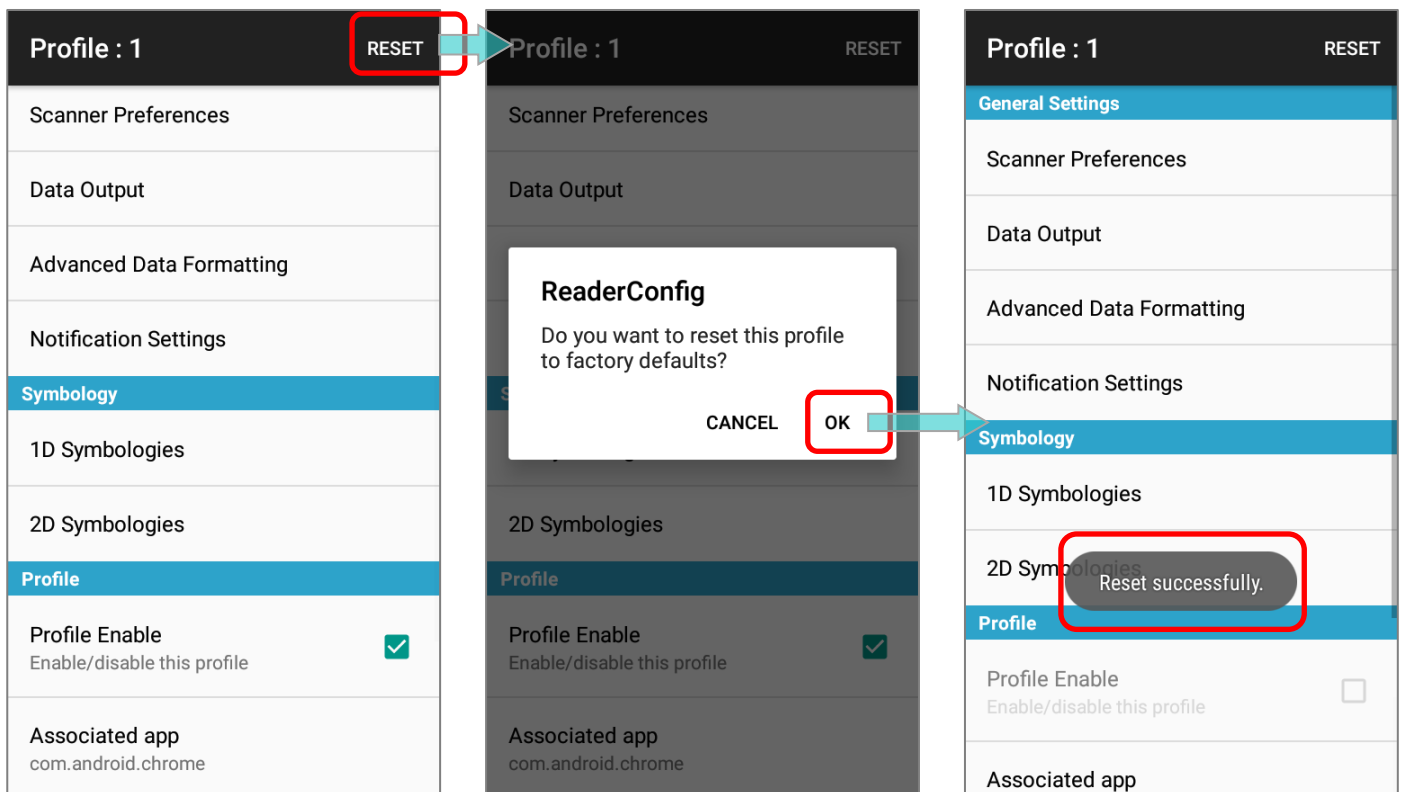 Profile : 1
RESET
Scanner Preferences
Data Output
Advanced Data Formatting
Notification Settings
Symbology
1D Symbologies
2D Symbologies
Profile
Profile Enable
Enable/disable this profile
Associated app
com.android.chrome
Profile : 1
RESET
Scanner Preferences
Data Output
ReaderConfig
Do you want to reset this profile
to factory defaults?
CANCEL
OK
2D Symbologies
Profile
Profile Enable
Enable/disable this profile
Associated app
com.android.chrome
Profile : 1
RESET
General Settings
Scanner Preferences
Data Output
Advanced Data Formatting
Notification Settings
Symbology
1D Symbologies
2D Symbologies
Reset successfully.
Profile
Profile Enable
Enable/disable this profile
Associated app